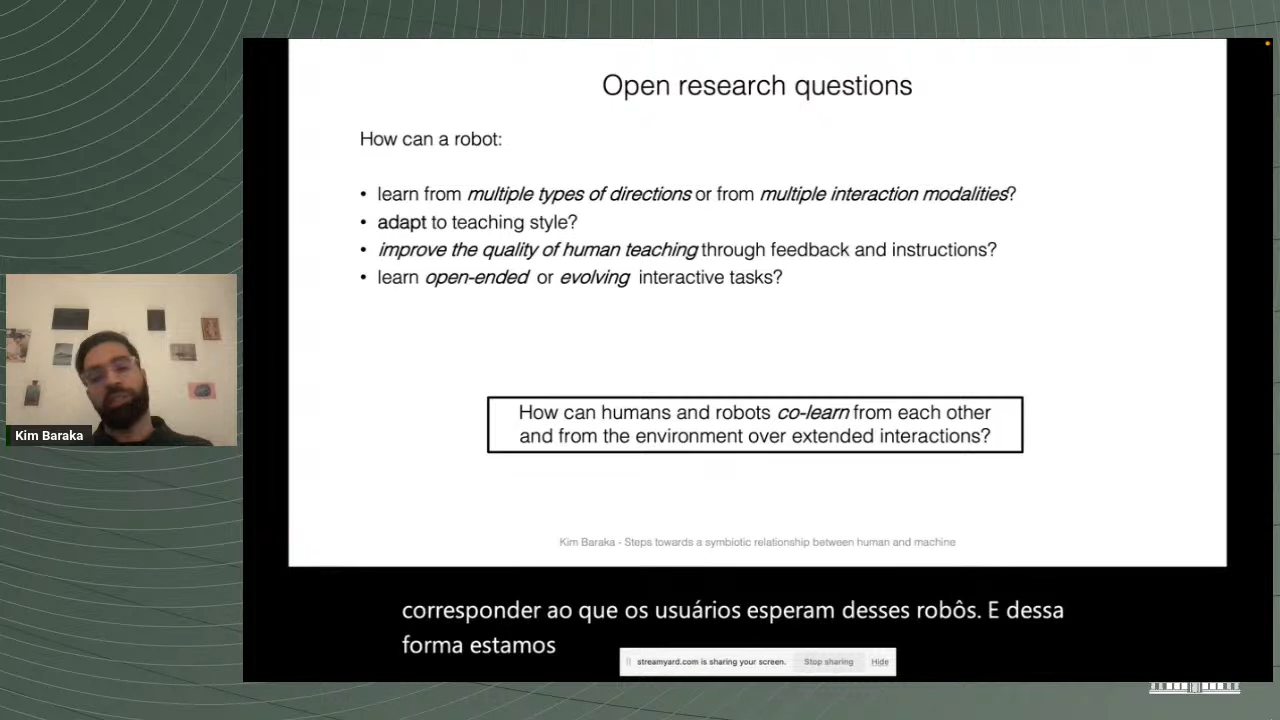 Open research questions
How can a robot:
• learn from multiple types of directions or from multiple interaction modalities?
• adapt to teaching style?
• improve the quality of human teaching through feedback and instructions?
• learn open-ended or evolving interactive tasks?
Kim Baraka
How can humans and robots co-learn from each other
and from the environment over extended interactions?
Kim Baraka - Steps towards a symbiotic relationship between human and machine
corresponder ao que os usuários esperam desses robôs. E dessa
forma estamos
streamyard.com is sharing your screen. Stop sharing Hide